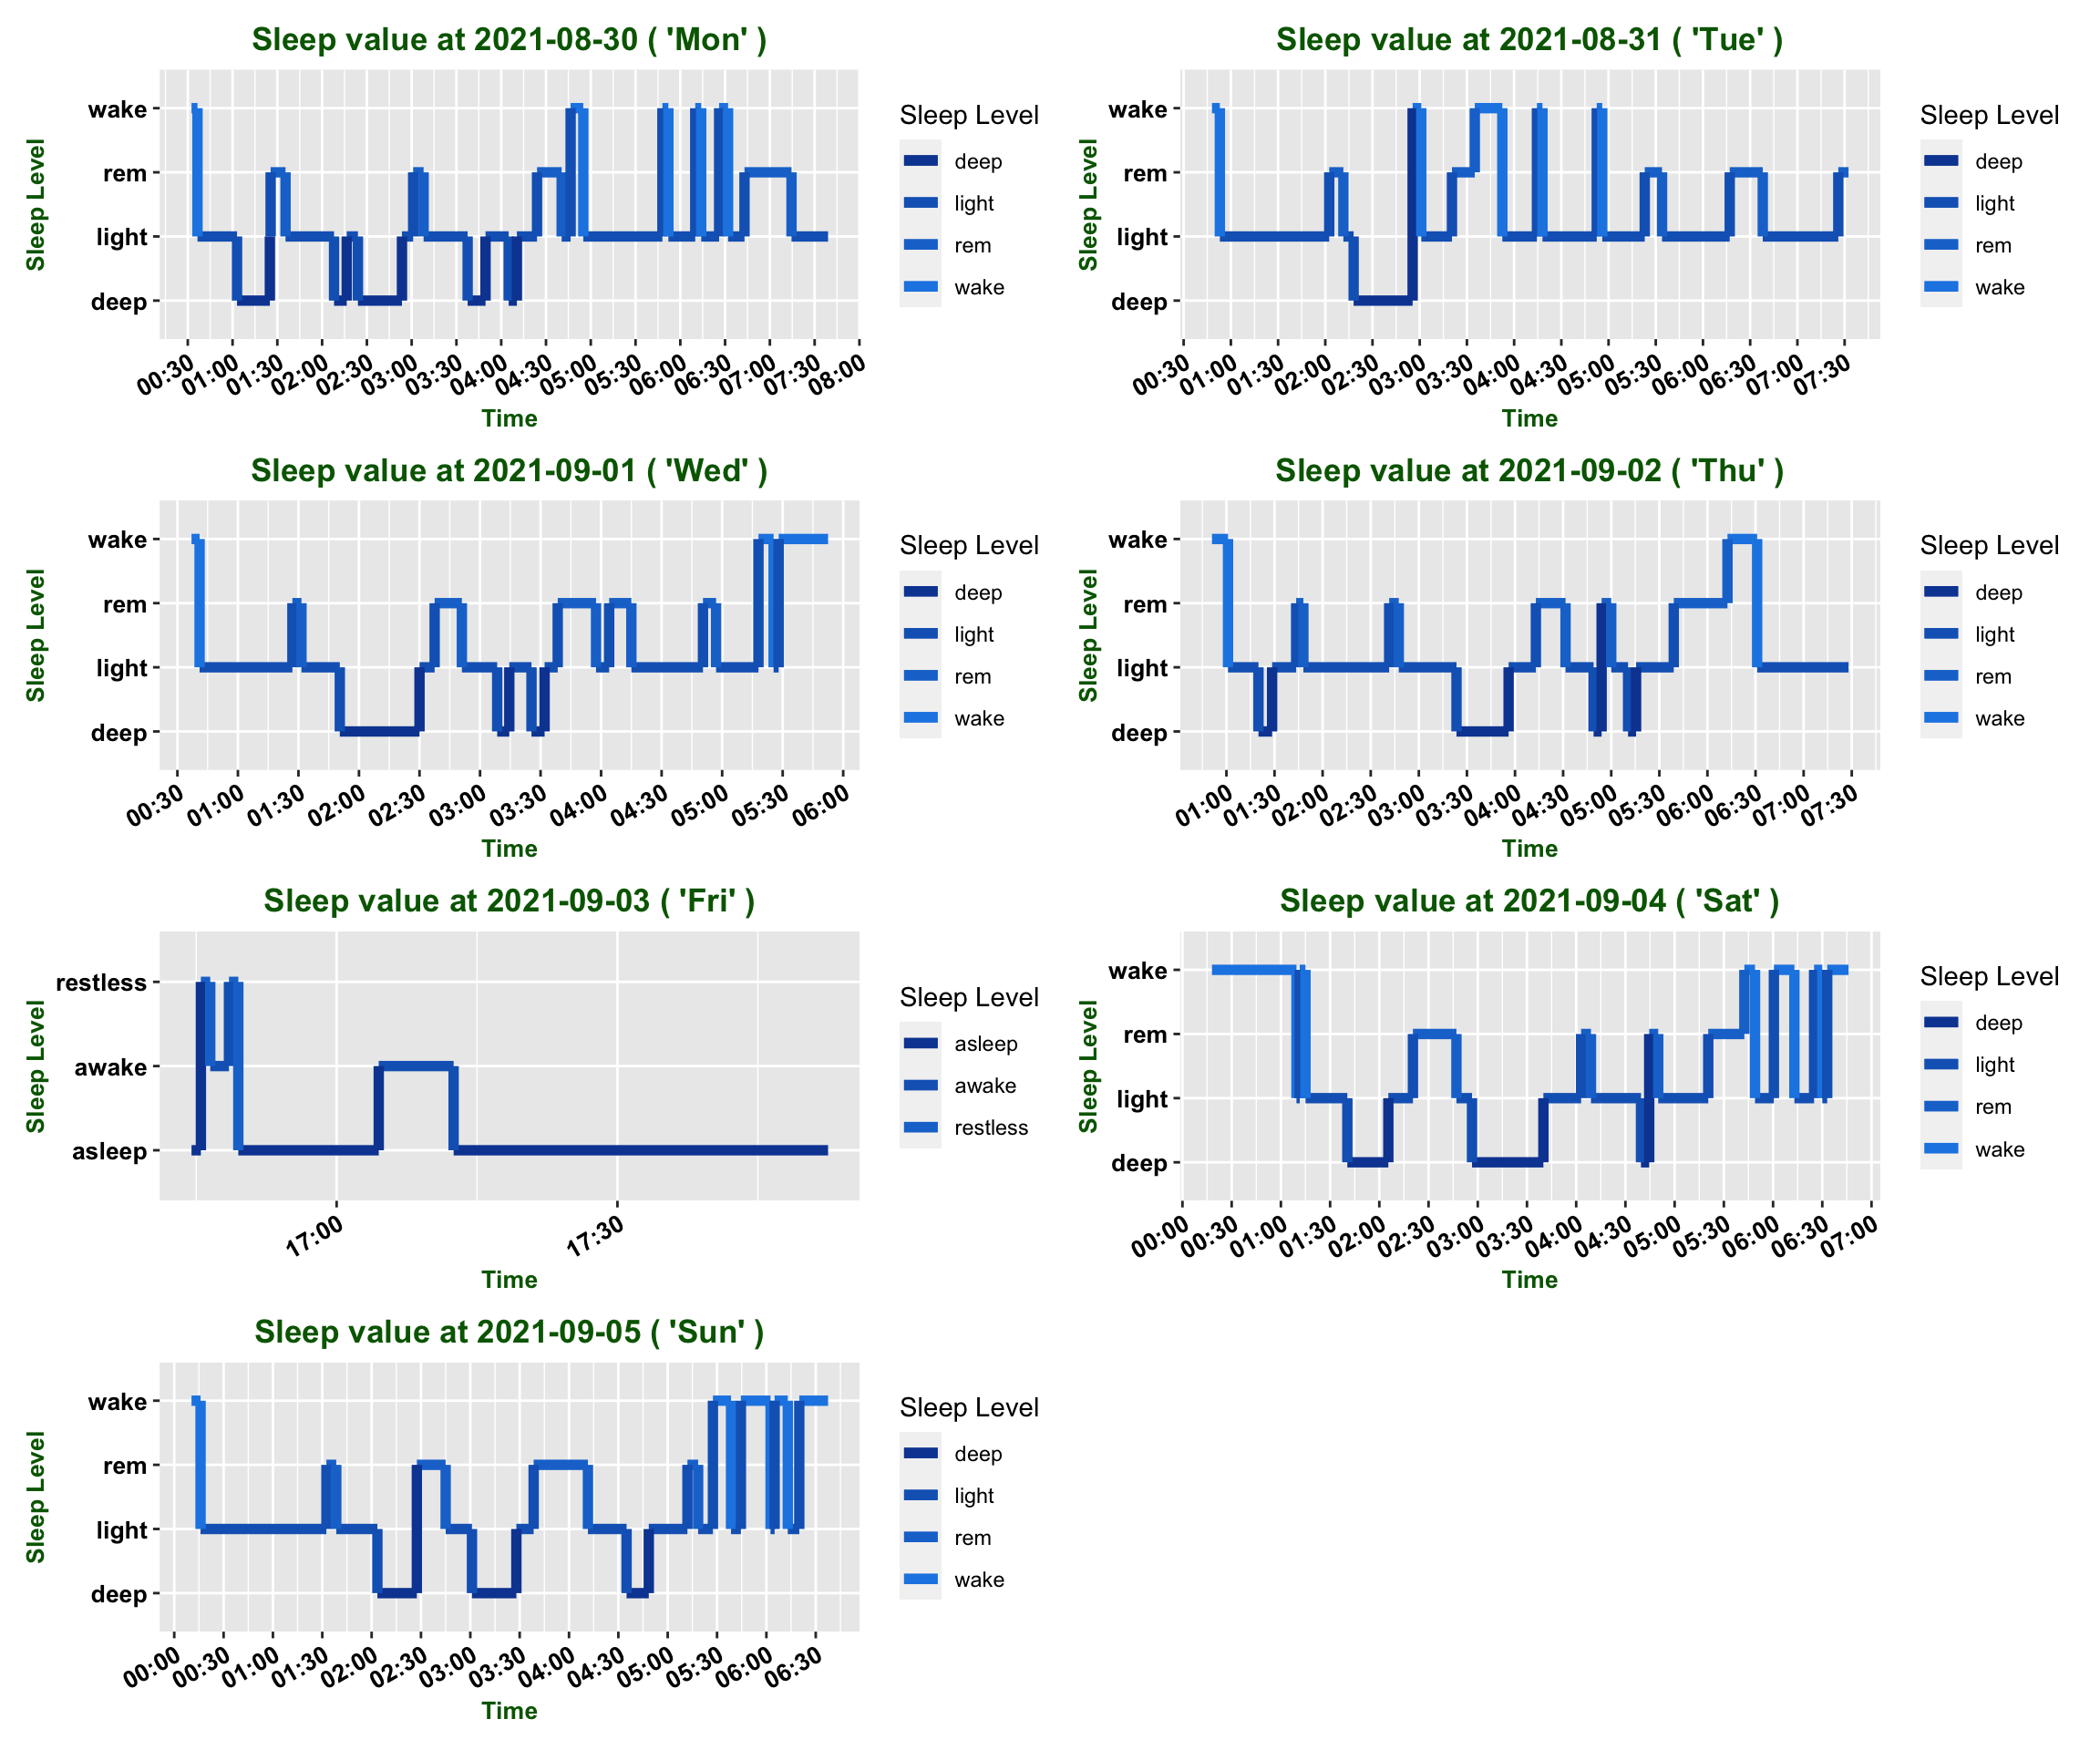 Sleep value at 2021-08-30 ( 'Mon' )
wake
rem
light
deep
Sleep Level
00:30 01:00 01:30 02:00 02:30 03:00 03:30 04:00 04:30 05:00 05:30 06:00 06:30 07:00 07:30 08:00
Time
Sleep Level
deep
light
rem
wake
Sleep value at 2021-08-31 ( 'Tue' )
wake
rem
light
deep
Sleep Level
00:30 01:00 01:30 02:00 02:30 03:00 03:30 04:00 04:30 05:00 05:30 06:00 06:30 07:00 07:30
Time
Sleep Level
deep
light
rem
wake
Sleep value at 2021-09-01 ( 'Wed' )
wake
rem
light
deep
Sleep Level
00:30 01:00 01:30 02:00 02:30 03:00 03:30 04:00 04:30 05:00 05:30 06:00
Time
Sleep Level
deep
light
rem
wake
Sleep value at 2021-09-02 ( 'Thu' )
wake
rem
light
deep
Sleep Level
01:00 01:30 02:00 02:30 03:00 03:30 04:00 04:30 05:00 05:30 06:00 06:30 07:00 07:30
Time
Sleep Level
deep
light
rem
wake
Sleep value at 2021-09-03 ( 'Fri' )
restless
awake
asleep
Sleep Level
17:00 17:30
Time
Sleep Level
asleep
awake
restless
Sleep value at 2021-09-04 ( 'Sat' )
wake
rem
light
deep
Sleep Level
00:00 00:30 01:00 01:30 02:00 02:30 03:00 03:30 04:00 04:30 05:00 05:30 06:00 06:30 07:00
Time
Sleep Level
deep
light
rem
wake
Sleep value at 2021-09-05 ( 'Sun' )
wake
rem
light
deep
Sleep Level
00:00 00:30 01:00 01:30 02:00 02:30 03:00 03:30 04:00 04:30 05:00 05:30 06:00 06:30
Time
Sleep Level
deep
light
rem
wake